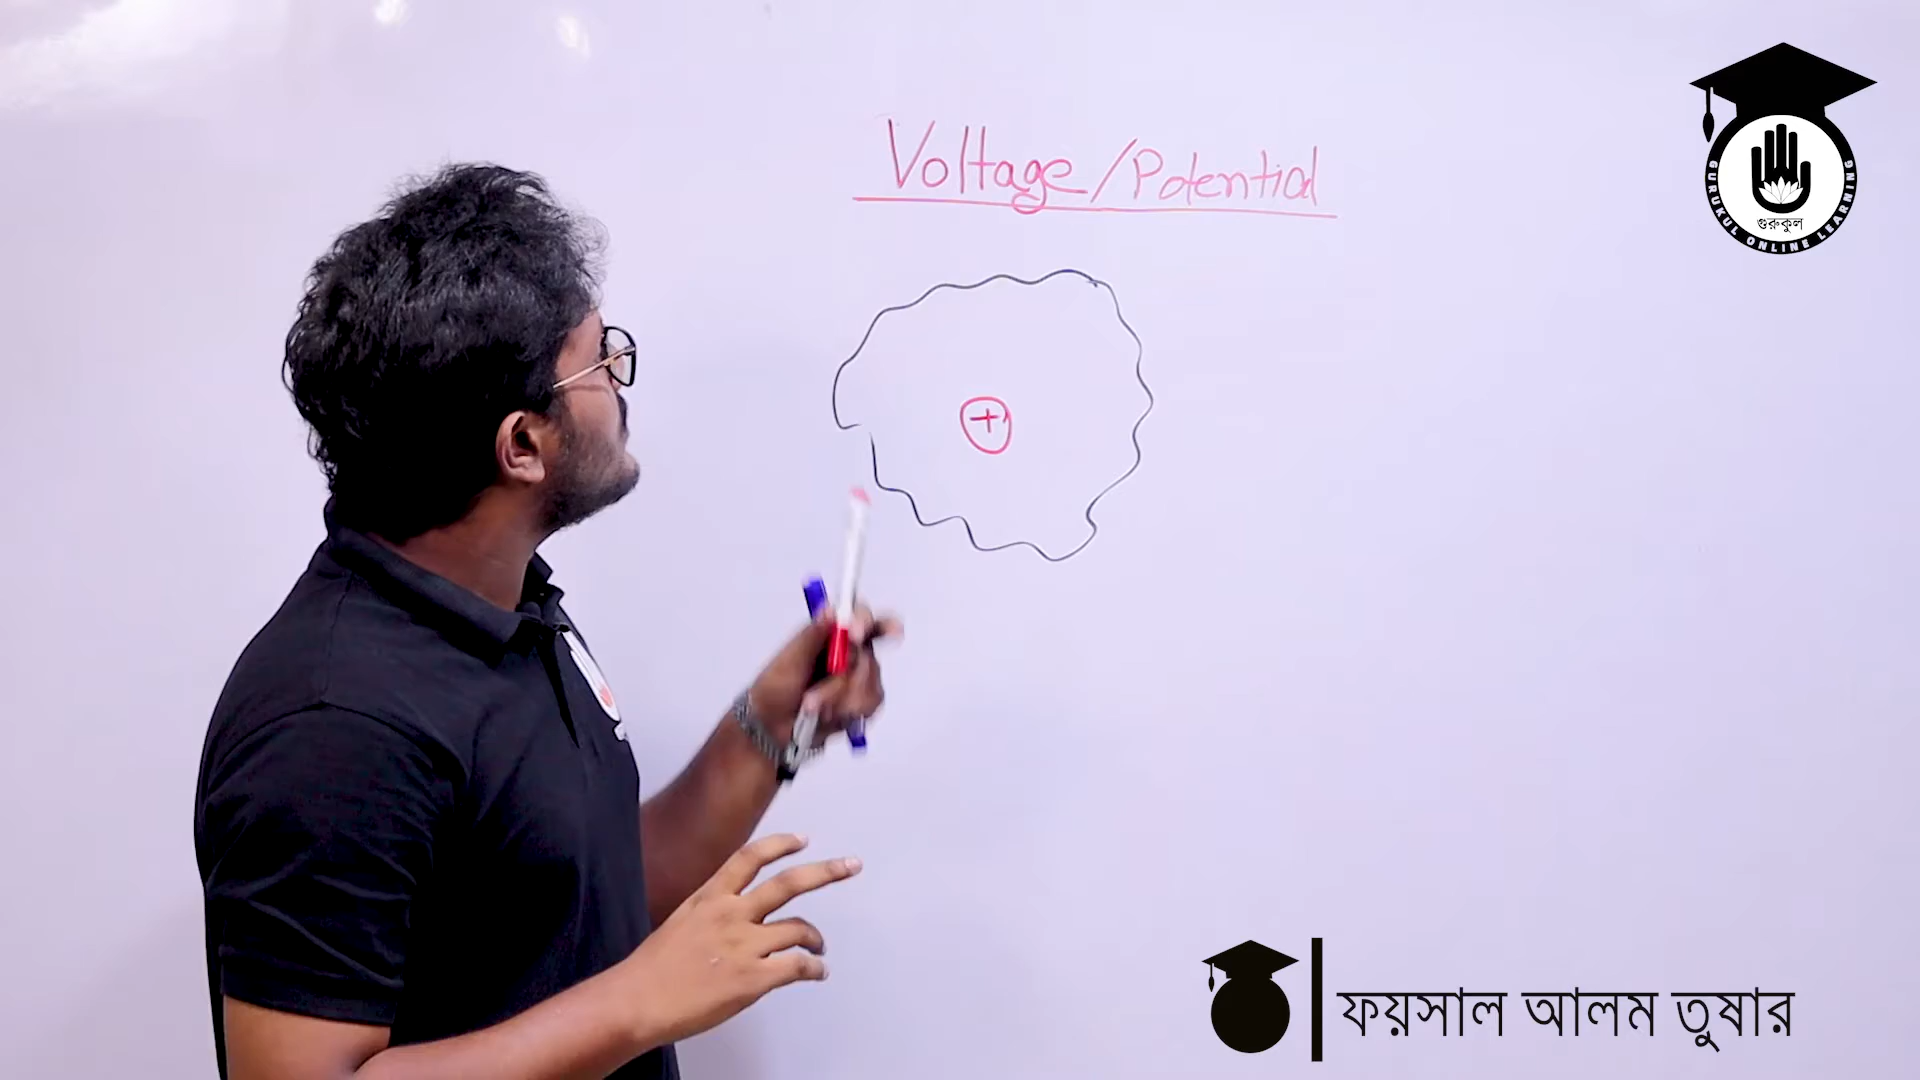 Voltage/Potential
+
গুরুকুল
GURUKUL ONLINE LEARNING
ফয়সাল আলম তুষার